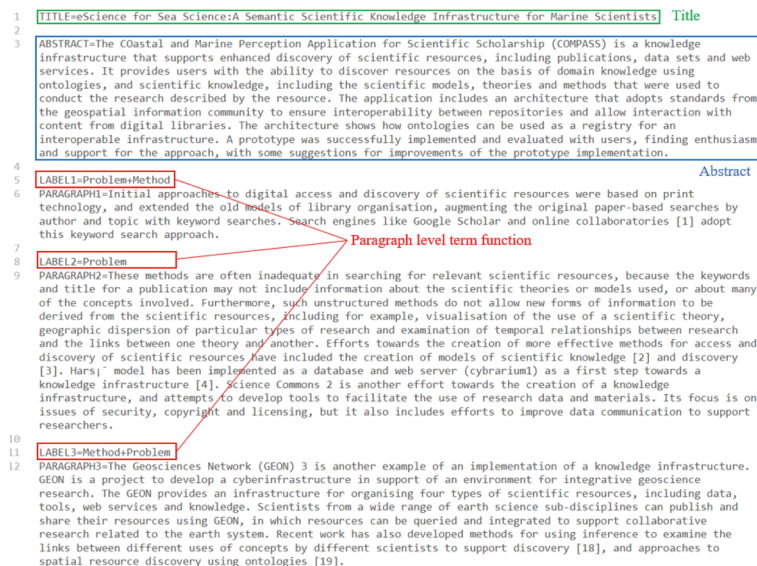 1 TITLE=eScience for Sea Science:A Semantic Scientific Knowledge Infrastructure for Marine Scientists Title
2
3 ABSTRACT=The COastal and Marine Perception Application for Scientific Scholarship (COMPASS) is a knowledge
infrastructure that supports enhanced discovery of scientific resources, including publications, data sets and web
services. It provides users with the ability to discover resources on the basis of domain knowledge using
ontologies, and scientific knowledge, including the scientific models, theories and methods that were used to
conduct the research described by the resource. The application includes an architecture that adopts standards from
the geospatial information community to ensure interoperability between repositories and allow interaction with
content from digital libraries. The architecture shows how ontologies can be used as a registry for an
interoperable infrastructure. A prototype was successfully implemented and evaluated with users, finding enthusiasm
and support for the approach, with some suggestions for improvements of the prototype implementation.
4 Abstract
5 LABEL1=Problem+Method
6 PARAGRAPH1=Initial approaches to digital access and discovery of scientific resources were based on print
technology, and extended the old models of library organisation, augmenting the original paper-based searches by
author and topic with keyword searches. Search engines like Google Scholar and online collaboratories [1] adopt
this keyword search approach.
Paragraph level term function
7
8 LABEL2=Problem
9 PARAGRAPH2=These methods are often inadequate in searching for relevant scientific resources, because the keywords
and title for a publication may not include information about the scientific theories or models used, or about many
of the concepts involved. Furthermore, such unstructured methods do not allow new forms of information to be
derived from the scientific resources, including for example, visualisation of the use of a scientific theory,
geographic dispersion of particular types of research and examination of temporal relationships between research
and the links between one theory and another. Efforts towards the creation of more effective methods for access and
discovery of scientific resources have included the creation of models of scientific knowledge [2] and discovery
[3]. Hars¡¯ model has been implemented as a database and web server (cybrarium1) as a first step towards a
knowledge infrastructure [4]. Science Commons 2 is another effort towards the creation of a knowledge
infrastructure, and attempts to develop tools to facilitate the use of research data and materials. Its focus is on
issues of security, copyright and licensing, but it also includes efforts to improve data communication to support
researchers.
10
11 LABEL3=Method+Problem
12 PARAGRAPH3=The Geosciences Network (GEON) 3 is another example of an implementation of a knowledge infrastructure.
GEON is a project to develop a cyberinfrastructure in support of an environment for integrative geoscience
research. The GEON provides an infrastructure for organising four types of scientific resources, including data,
tools, web services and knowledge. Scientists from a wide range of earth science sub-disciplines can publish and
share their resources using GEON, in which resources can be queried and integrated to support collaborative
research related to the earth system. Recent work has also developed methods for using inference to examine the
links between different uses of concepts by different scientists to support discovery [18], and approaches to
spatial resource discovery using ontologies [19].